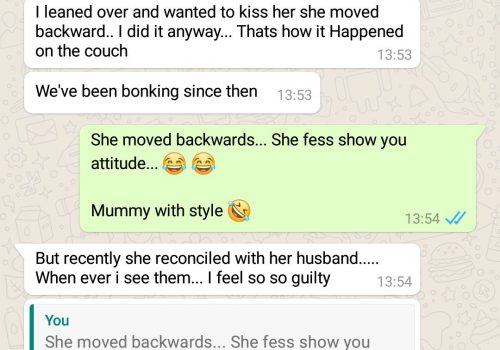 I leaned over and wanted to kiss her she moved
backward.. I did it anyway... Thats how it Happened
on the couch
13:53
We've been bonking since then 13:53
She moved backwards... She fess show you
attitude... 😂 😂
Mummy with style 🤣
13:54
But recently she reconciled with her husband.....
When ever i see them... I feel so so guilty 13:54
You
She moved backwards... She fess show you